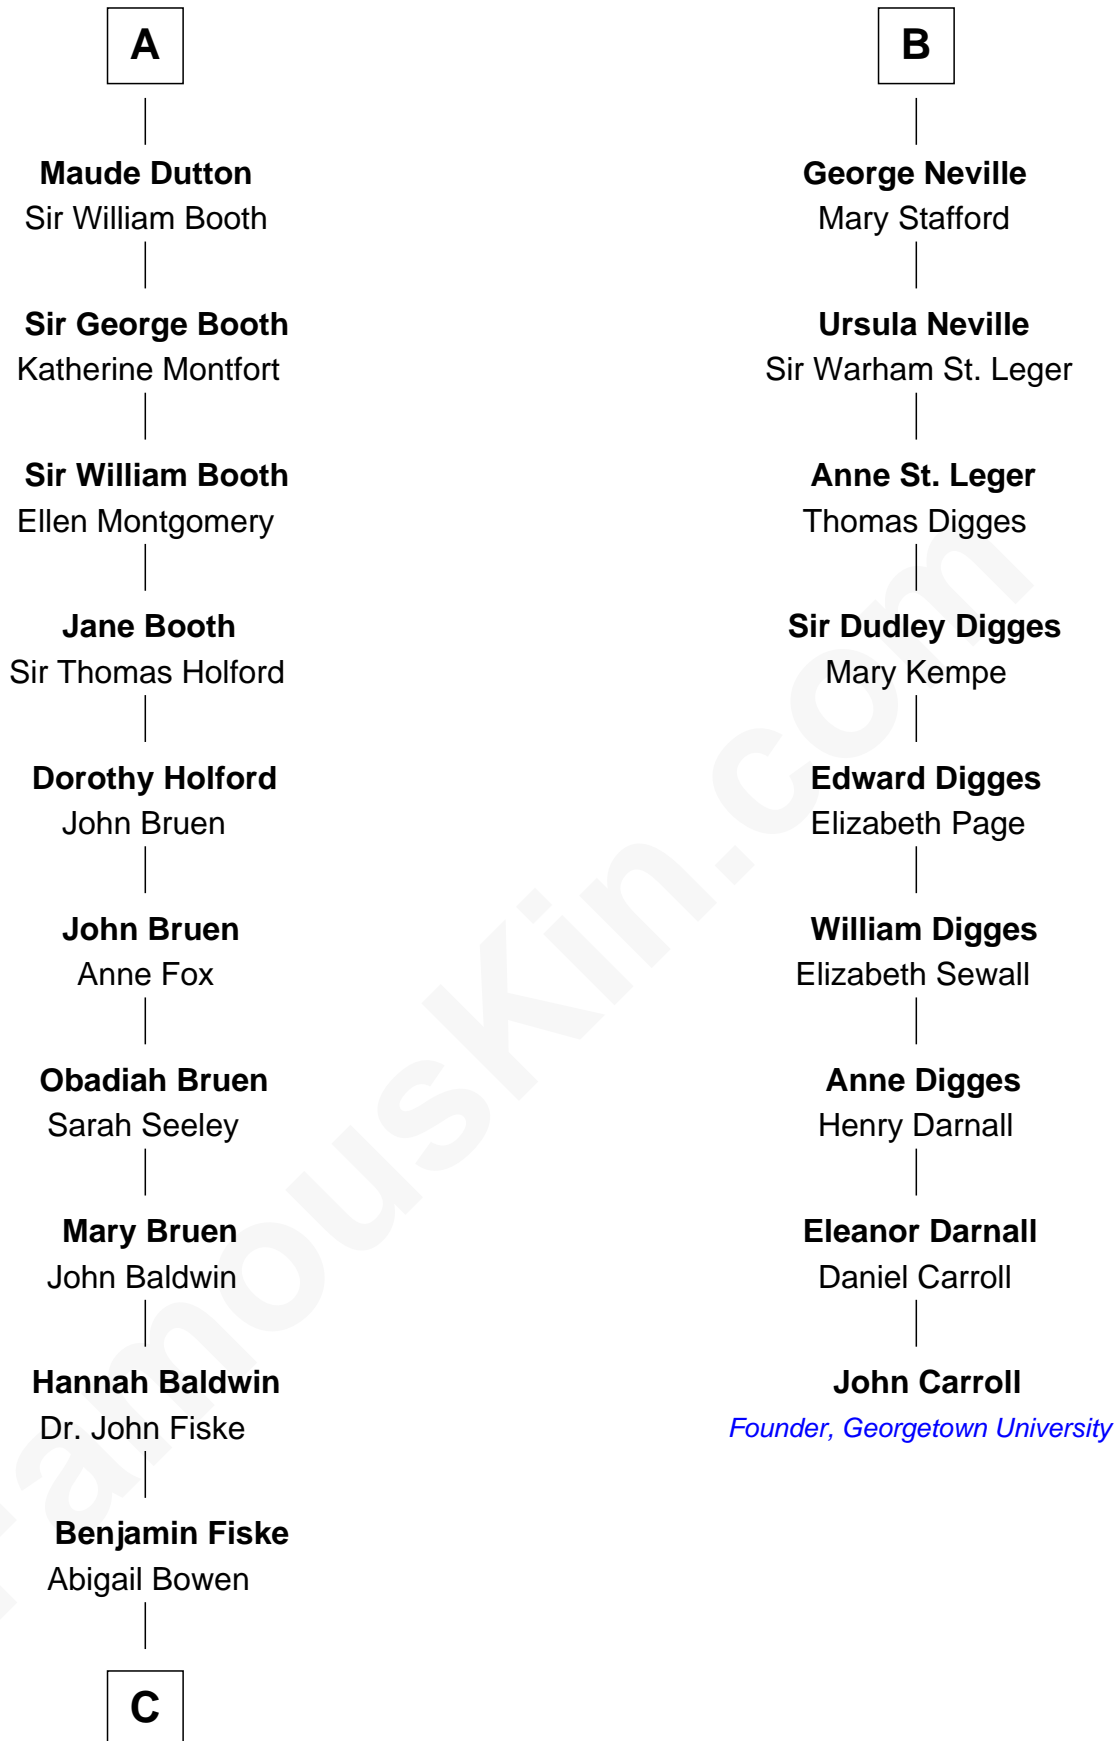 A
Maude Dutton
Sir William Booth
Sir George Booth
Katherine Montfort
Sir William Booth
Ellen Montgomery
Jane Booth
Sir Thomas Holford
Dorothy Holford
John Bruen
John Bruen
Anne Fox
Obadiah Bruen
Sarah Seeley
Mary Bruen
John Baldwin
Hannah Baldwin
Dr. John Fiske
Benjamin Fiske
Abigail Bowen
C
B
George Neville
Mary Stafford
Ursula Neville
Sir Warham St. Leger
Anne St. Leger
Thomas Digges
Sir Dudley Digges
Mary Kempe
Edward Digges
Elizabeth Page
William Digges
Elizabeth Sewall
Anne Digges
Henry Darnall
Eleanor Darnall
Daniel Carroll
John Carroll
Founder, Georgetown University
FamousKin.com